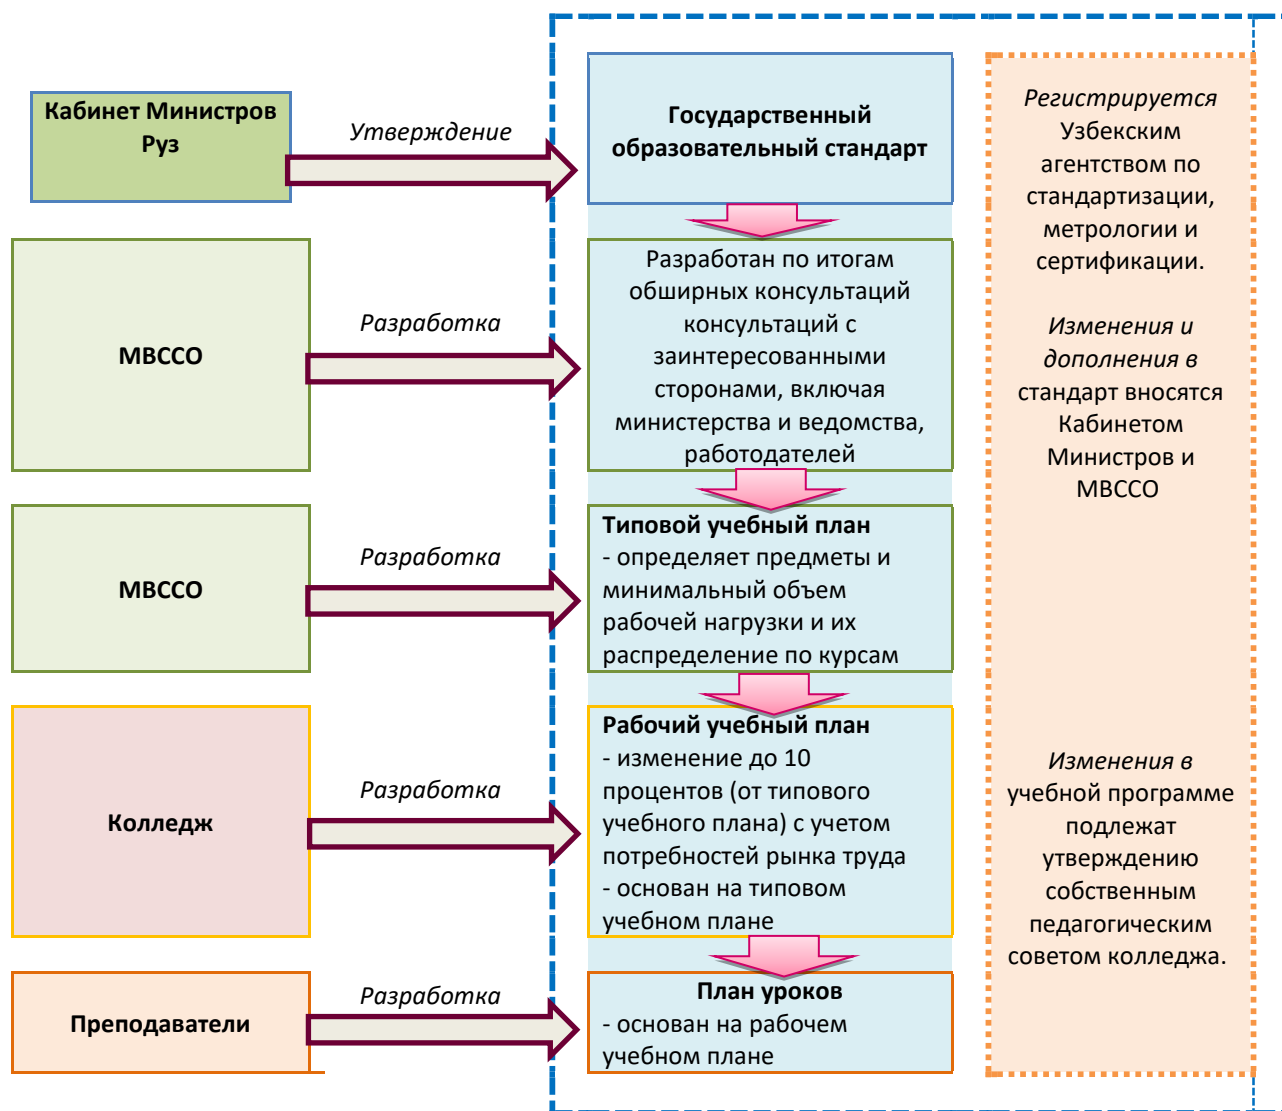 Кабинет Министров
Руз
Утверждение
Государственный
образовательный стандарт
МВССО
Разработка
Разработан по итогам
обширных консультаций
консультаций с
заинтересованными
сторонами, включая
министерства и ведомства,
работодателей
МВССО
Разработка
Типовой учебный план
- определяет предметы и
минимальный объем
рабочей нагрузки и их
распределение по курсам
Колледж
Разработка
Рабочий учебный план
- изменение до 10
процентов (от типового
учебного плана) с учетом
потребностей рынка труда
- основан на типовом
учебном плане
Преподаватели
Разработка
План уроков
- основан на рабочем
учебном плане
Регистрируется
Узбекским
агентством по
стандартизации,
метрологии и
сертификации.
Изменения и
дополнения в
стандарт вносятся
Кабинетом
Министров и
МВССО
Изменения в
учебной программе
подлежат
утверждению
собственным
педагогическим
советом колледжа.